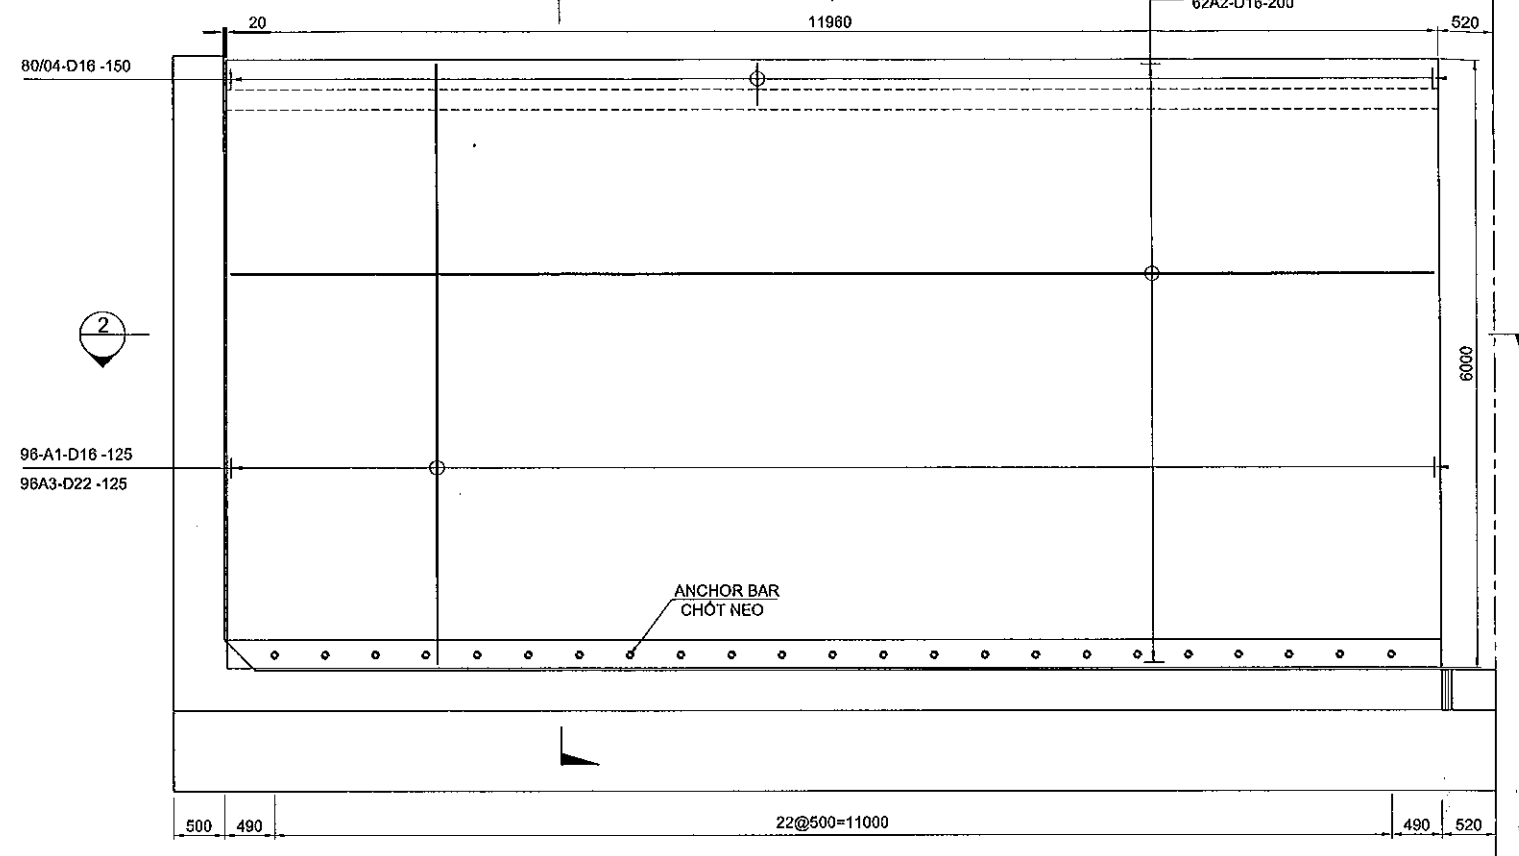 62A2-D16-200
20
11960
520
80/04-D16 -150
2
6000
96-A1-D16 -125
96A3-D22 -125
ANCHOR BAR
CHỐT NEO
500
490
22@500=11000
490
520